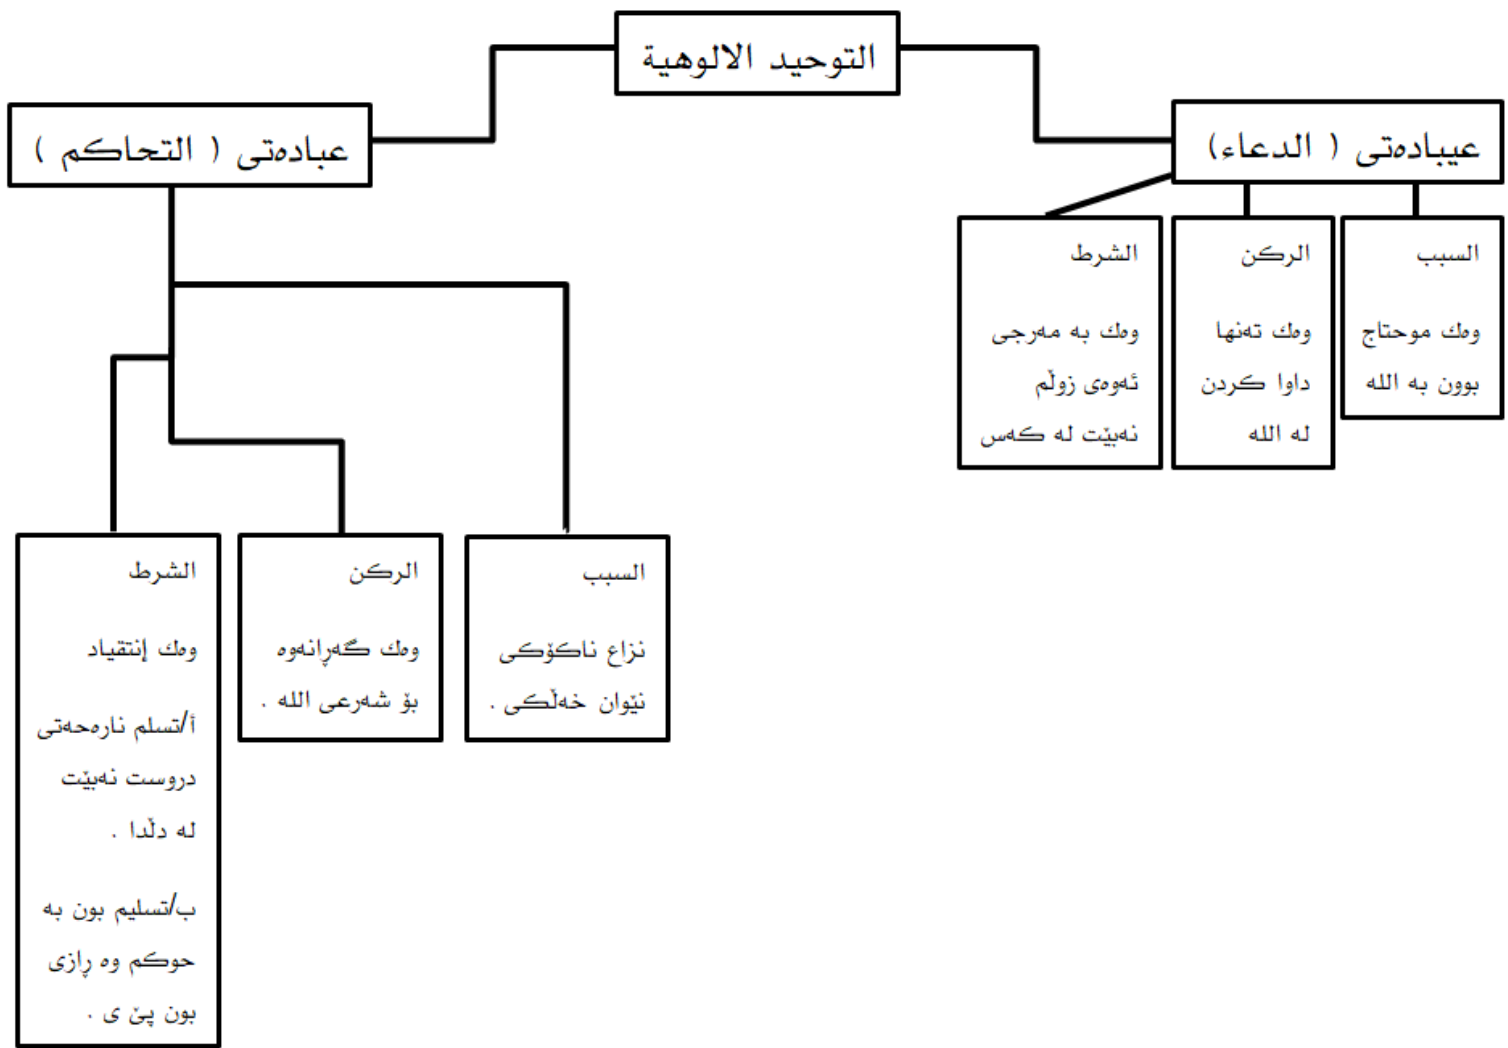 التوحيد الالوهية
عيبادەتی ( الدعاء)
السبب
وەك موحتاج
بوون بە الله
الركن
وەك تەنها
داوا كردن
لە الله
الشرط
وەك بە مەرجی
ئەوەی زوڵم
نەبێت لە كەس
عبادەتی ( التحاكم )
السبب
نزاع ناكۆكی
نێوان خەڵكی .
الركن
وەك گەڕانەوە
بۆ شەرعی الله .
الشرط
وەك إنتقياد
أ/تسلم نارەحەتی
دروست نەبێت
لە دڵدا .
ب/تسليم بون بە
حوكم وە ڕازی
بون پێ ی .